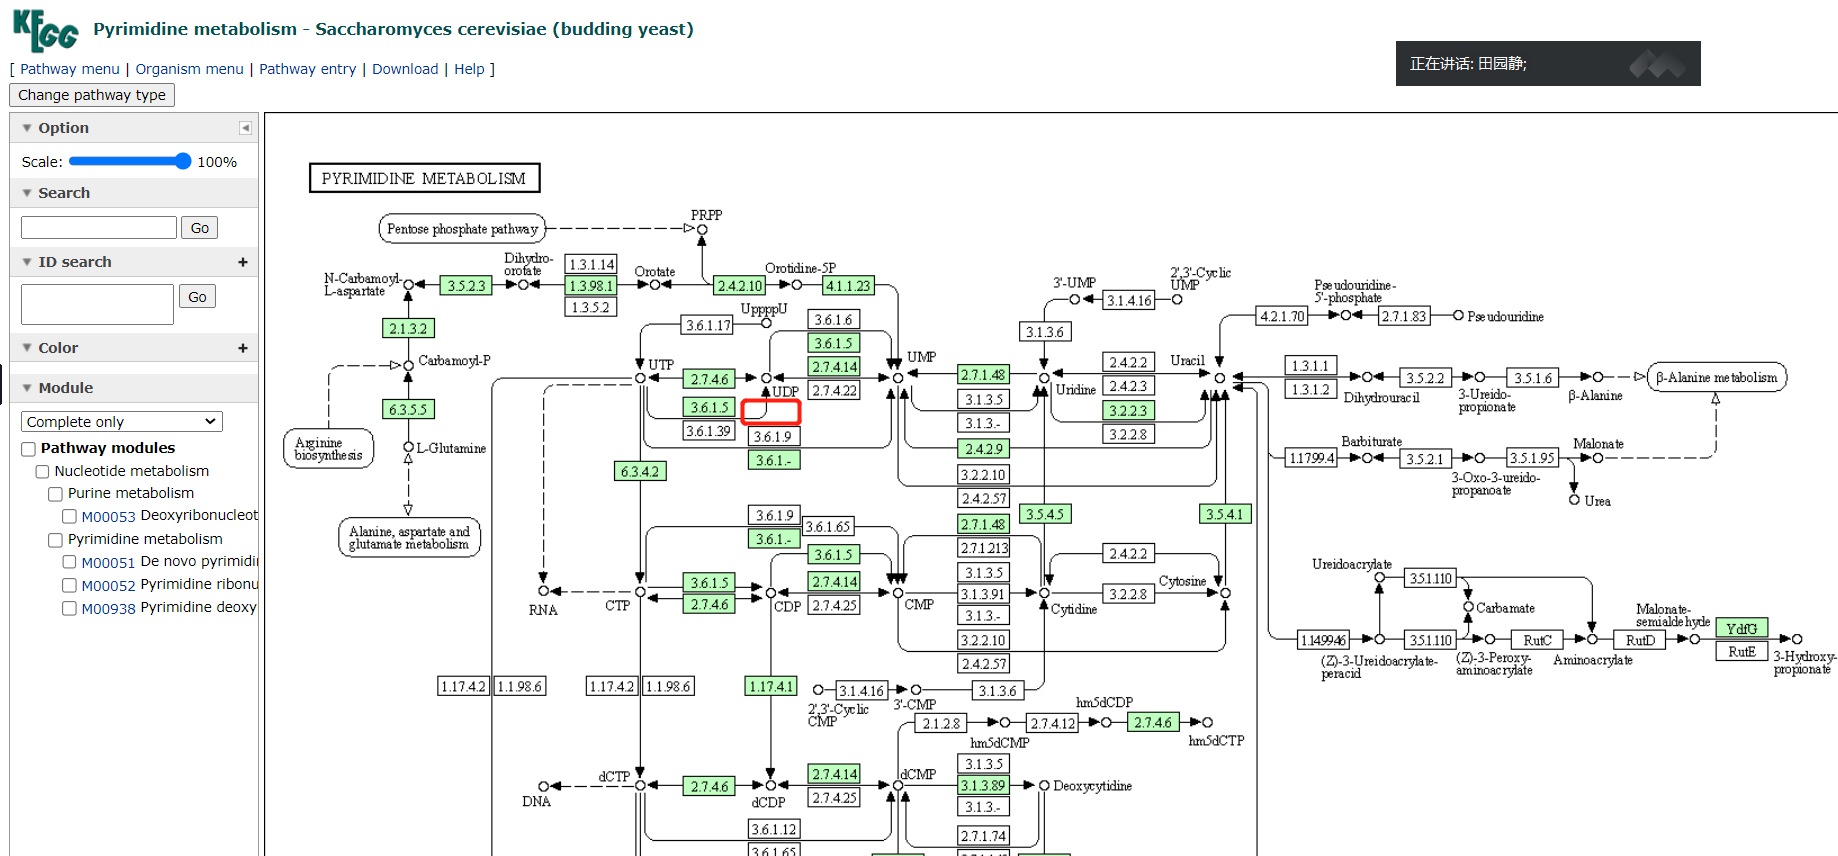 KEGG
Pyrimidine metabolism - Saccharomyces cerevisiae (budding yeast)
正在讲话: 田园静;
[ Pathway menu | Organism menu | Pathway entry | Download | Help ]
Change pathway type
Option
Scale: 100%
Search
Go
ID search +
Go
Color +
Module
Complete only
Pathway modules
Nucleotide metabolism
Purine metabolism
M00053 Deoxyribonucleot
Pyrimidine metabolism
M00051 De novo pyrimidi
M00052 Pyrimidine ribonu
M00938 Pyrimidine deoxy
PYRIMIDINE METABOLISM
Pentose phosphate pathway
PRPP
N-Carbamoyl-
L-aspartate
3.5.2.3
Dihydro-
orotate
1.3.1.14
1.3.98.1
1.3.5.2
Orotate
2.4.2.10
Orotidine-5P
4.1.1.23
2.1.3.2
Carbamoyl-P
6.3.5.5
Arginine
biosynthesis
L-Glutamine
Alanine, aspartate and
glutamate metabolism
UppppU
3.6.1.17
3.6.1.6
3.6.1.5
2.7.4.14
2.7.4.22
UTP
2.7.4.6
UDP
UMP
3.6.1.5
3.6.1.39
3.6.1.9
3.6.1.-
6.3.4.2
3'-UMP
3.1.4.16
2',3'-Cyclic
UMP
3.1.3.6
2.7.1.48
3.1.3.5
3.1.3.-
2.4.2.9
3.2.2.10
2.4.2.57
Uridine
2.4.2.2
2.4.2.3
3.2.2.3
3.2.2.8
Uracil
4.2.1.70
Pseudouridine-
5'-phosphate
2.7.1.83
Pseudouridine
1.3.1.1
1.3.1.2
Dihydrouracil
3.5.2.2
3-Ureido-
propionate
3.5.1.6
β-Alanine
β-Alanine metabolism
1.17.99.4
Barbiturate
3.5.2.1
3-Oxo-3-ureido-
propanoate
3.5.1.95
Malonate
Urea
3.6.1.9
3.6.1.-
3.6.1.65
3.6.1.5
2.7.4.14
2.7.4.25
RNA
CTP
3.6.1.5
2.7.4.6
CDP
CMP
2.7.1.48
2.7.1.213
3.1.3.5
3.1.3.91
3.1.3.-
3.2.2.10
2.4.2.57
3.5.4.5
3.5.4.1
2.4.2.2
3.2.2.8
Cytidine
Cytosine
Ureidoacrylate
3.5.1.110
Carbamate
1.14.99.46
(Z)-3-Ureidoacrylate-
peracid
3.5.1.110
(Z)-3-Peroxy-
aminoacrylate
RutC
Aminoacrylate
RutD
Malonate-
semialdehyde
YdfG
RutE
3-Hydroxy-
propionate
1.17.4.2
1.1.98.6
1.17.4.2
1.1.98.6
1.17.4.1
2',3'-Cyclic
CMP
3.1.4.16
3'-CMP
3.1.3.6
2.1.2.8
hm5dCMP
2.7.4.12
hm5dCDP
2.7.4.6
hm5dCTP
DNA
dCTP
2.7.4.6
dCDP
2.7.4.14
2.7.4.25
dCMP
3.1.3.5
3.1.3.89
3.1.3.-
Deoxycytidine
3.6.1.12
3.6.1.65
2.7.1.74